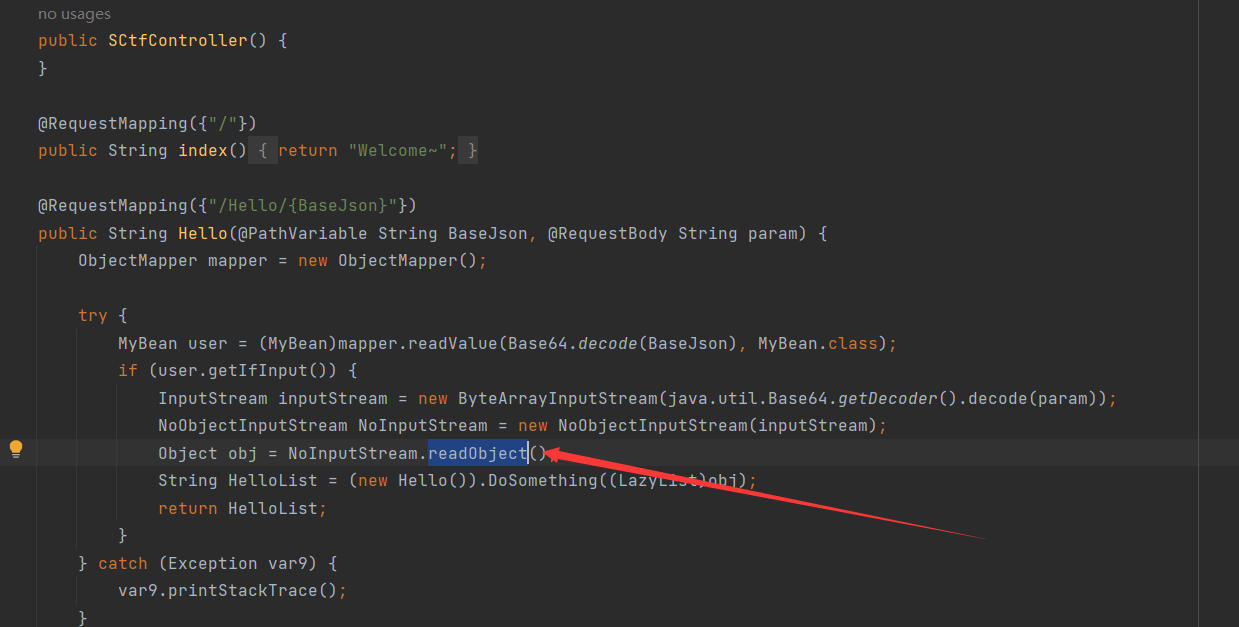 no usages
public SCtfController() {
}
@RequestMapping({"/"})
public String index() { return "Welcome~"; }
@RequestMapping({"/Hello/{BaseJson}"})
public String Hello(@PathVariable String BaseJson, @RequestBody String param) {
ObjectMapper mapper = new ObjectMapper();
try {
MyBean user = (MyBean)mapper.readValue(Base64.decode(BaseJson), MyBean.class);
if (user.getIfInput()) {
InputStream inputStream = new ByteArrayInputStream(java.util.Base64.getDecoder().decode(param));
NoObjectInputStream NoInputStream = new NoObjectInputStream(inputStream);
Object obj = NoInputStream.readObject();
String HelloList = (new Hello()).DoSomething((LazyList)obj);
return HelloList;
}
} catch (Exception var9) {
var9.printStackTrace();
}